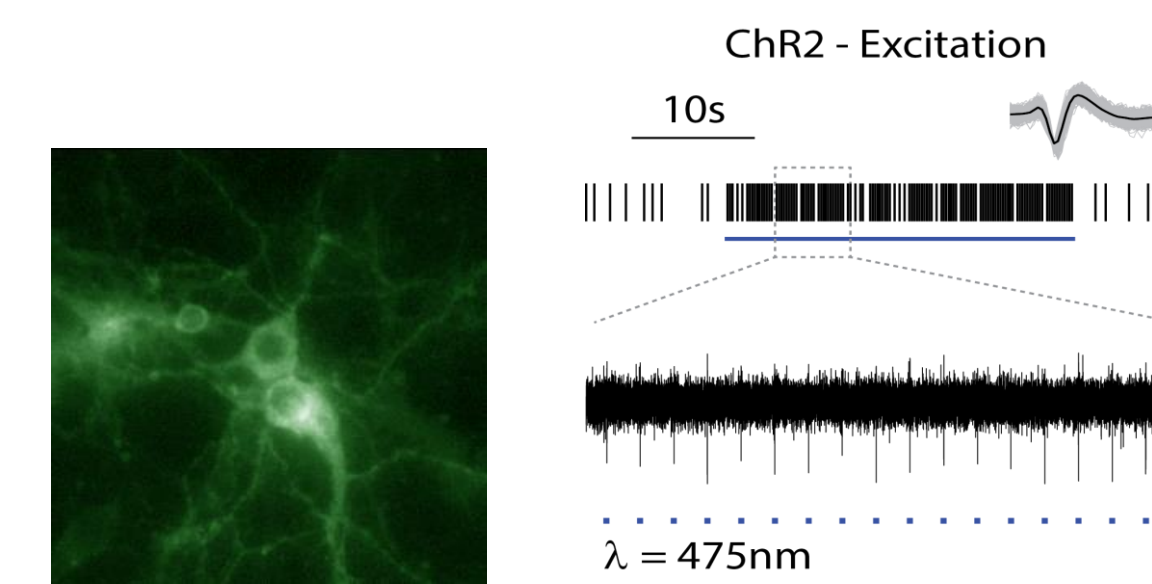 ChR2 - Excitation
10s
λ = 475nm